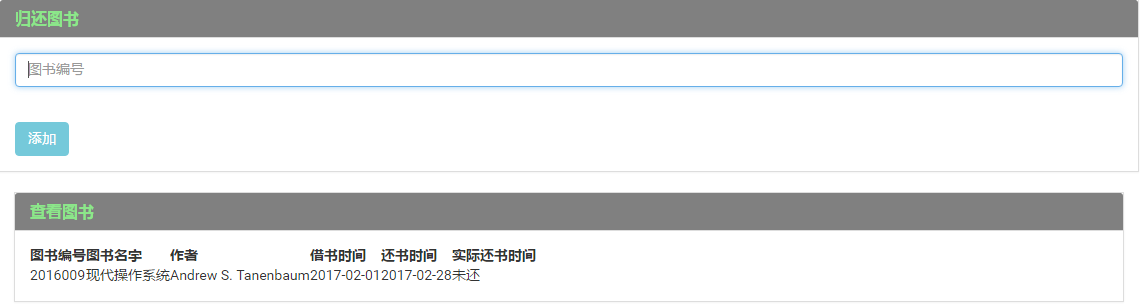 归还图书
图书编号
添加
查看图书
图书编号图书名字 作者 借书时间 还书时间 实际还书时间
2016009现代操作系统Andrew S. Tanenbaum2017-02-012017-02-28未还